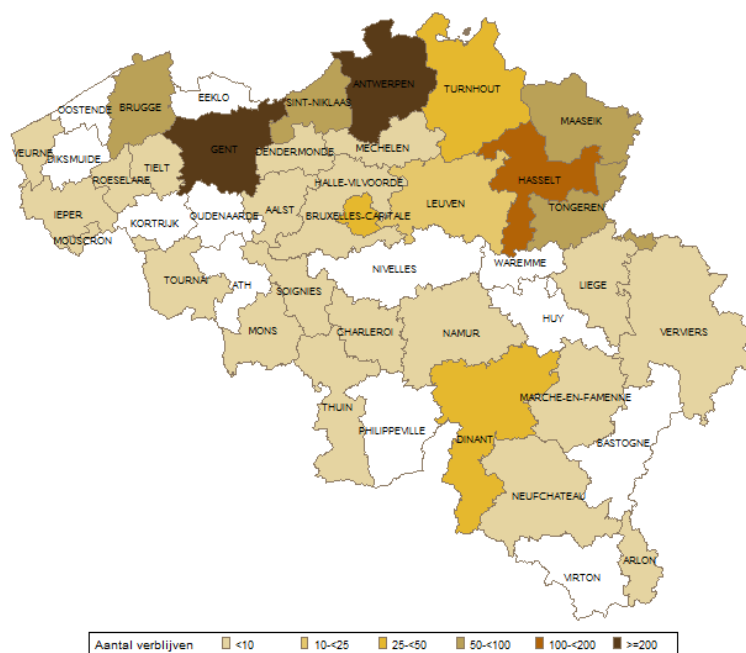 ANTWERPEN
TURNHOUT
OOSTENDE
BRUGGE
EEKLO
SINT-NIKLAAS
MAASEIK
VEURNE
DIKSMUIDE
TIELT
GENT
DENDERMONDE
MECHELEN
ROESELARE
HALLE-VILVOORDE
HASSELT
IEPER
KORTRIJK
OUDENAARDE
AALST
BRUXELLES-CAPITALE
LEUVEN
TONGEREN
MOUSCRON
TOURNAI
ATH
SOIGNIES
NIVELLES
WAREMME
LIEGE
MONS
CHARLEROI
NAMUR
HUY
VERVIERS
THUIN
PHILIPPEVILLE
DINANT
MARCHE-EN-FAMENNE
BASTOGNE
NEUFCHATEAU
ARLON
VIRTON
Aantal verblijven <10 10-<25 25-<50 50-<100 100-<200 >=200